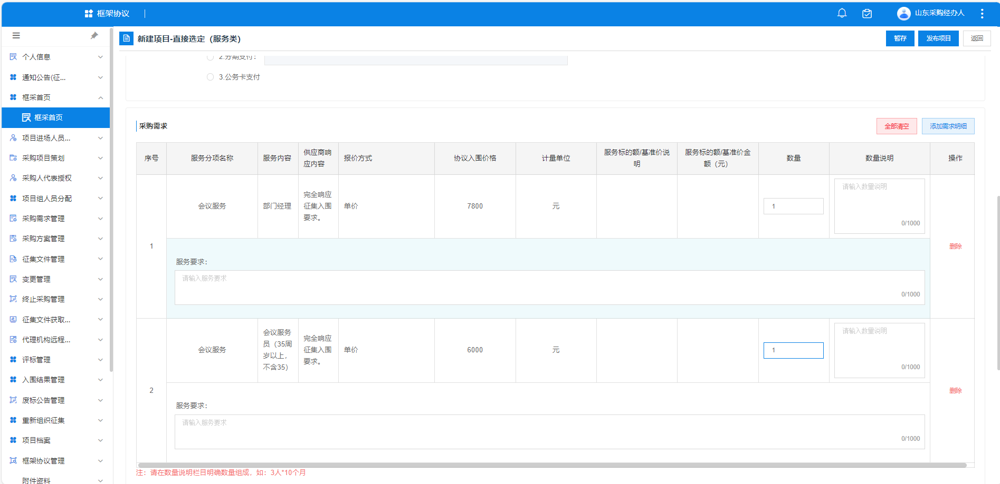 框架协议
山东采购经办人
新建项目-直接选定（服务类）
暂存
发布项目
返回
个人信息
通知公告(征...
框采首页
框采首页
项目进场人员...
采购项目策划
采购人代表授权
项目组人员分配
采购需求管理
采购方案管理
征集文件管理
变更管理
终止采购管理
征集文件获取...
代理机构远程...
评标管理
入围结果管理
废标公告管理
重新组织征集
项目档案
框架协议管理
附件资料
2.分期支付：
3.公务卡支付
采购需求
全部清空
添加需求明细
序号
服务分项名称
服务内容
供应商响
应内容
报价方式
协议入围价格
计量单位
服务标的额/基准价说
明
服务标的额/基准价金
额（元）
数量
数量说明
操作
1
会议服务
部门经理
完全响应
征集入围
要求。
单价
7800
元
1
请输入数量说明
0/1000
删除
服务要求：
请输入服务要求
0/1000
2
会议服务
会议服务
员（35周
岁以上，
不含35）
完全响应
征集入围
要求。
单价
6000
元
1
请输入数量说明
0/1000
删除
服务要求：
请输入服务要求
0/1000
注：请在数量说明栏目明确数量组成，如：3人*10个月